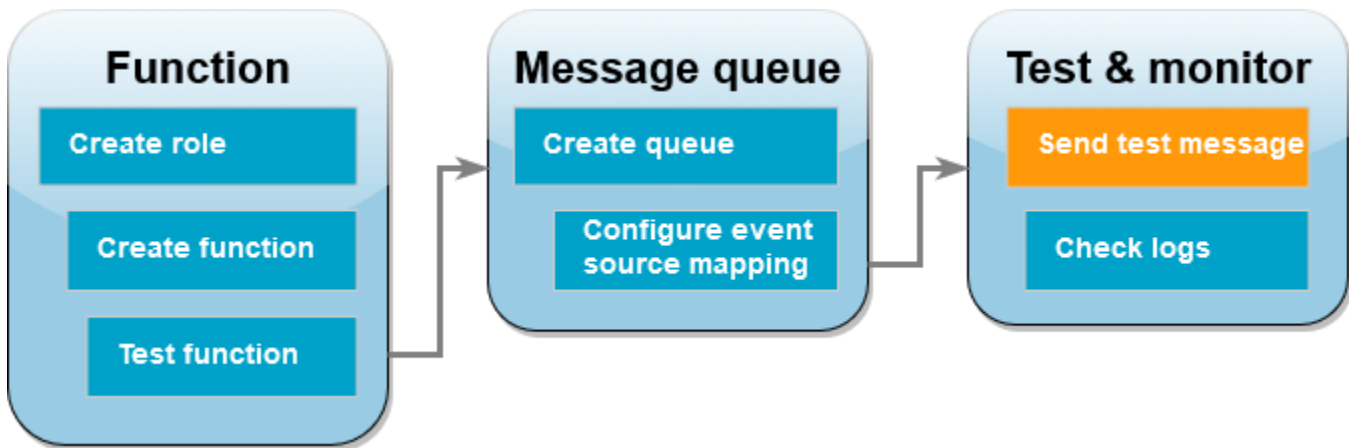 Function
Create role
Create function
Test function
Message queue
Create queue
Configure event
source mapping
Test & monitor
Send test message
Check logs